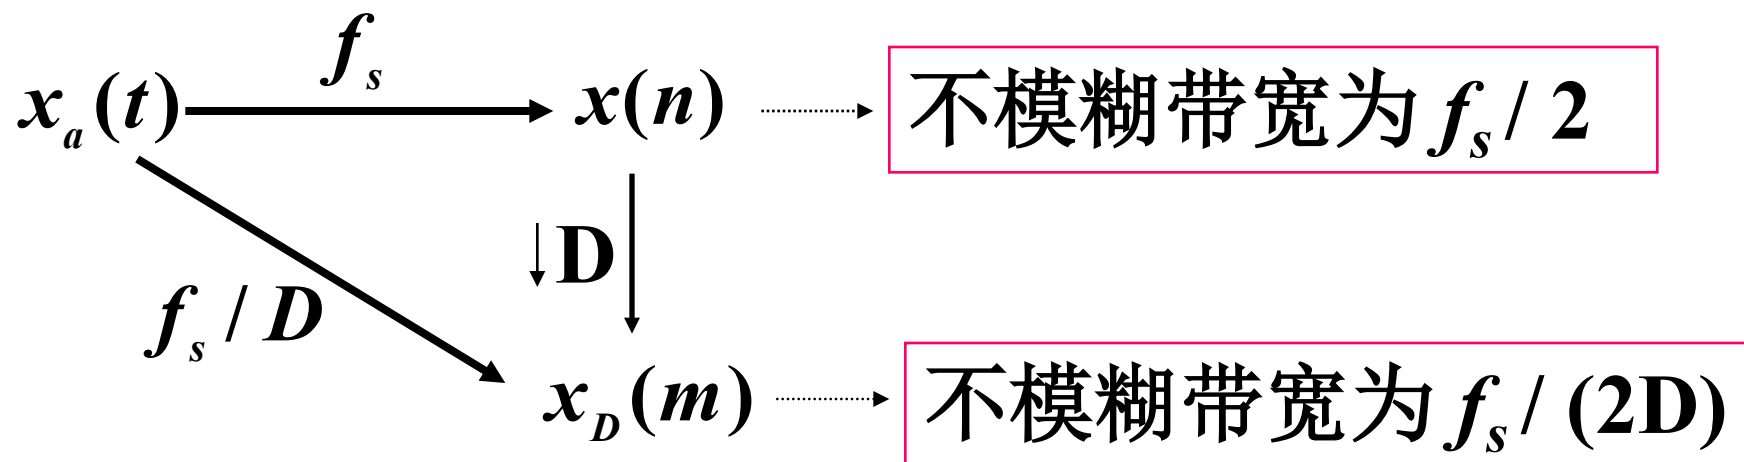 f_s
x_a(t) x(n) 不模糊带宽为 f_s / 2
↓D
f_s / D
x_D(m) 不模糊带宽为 f_s / (2D)